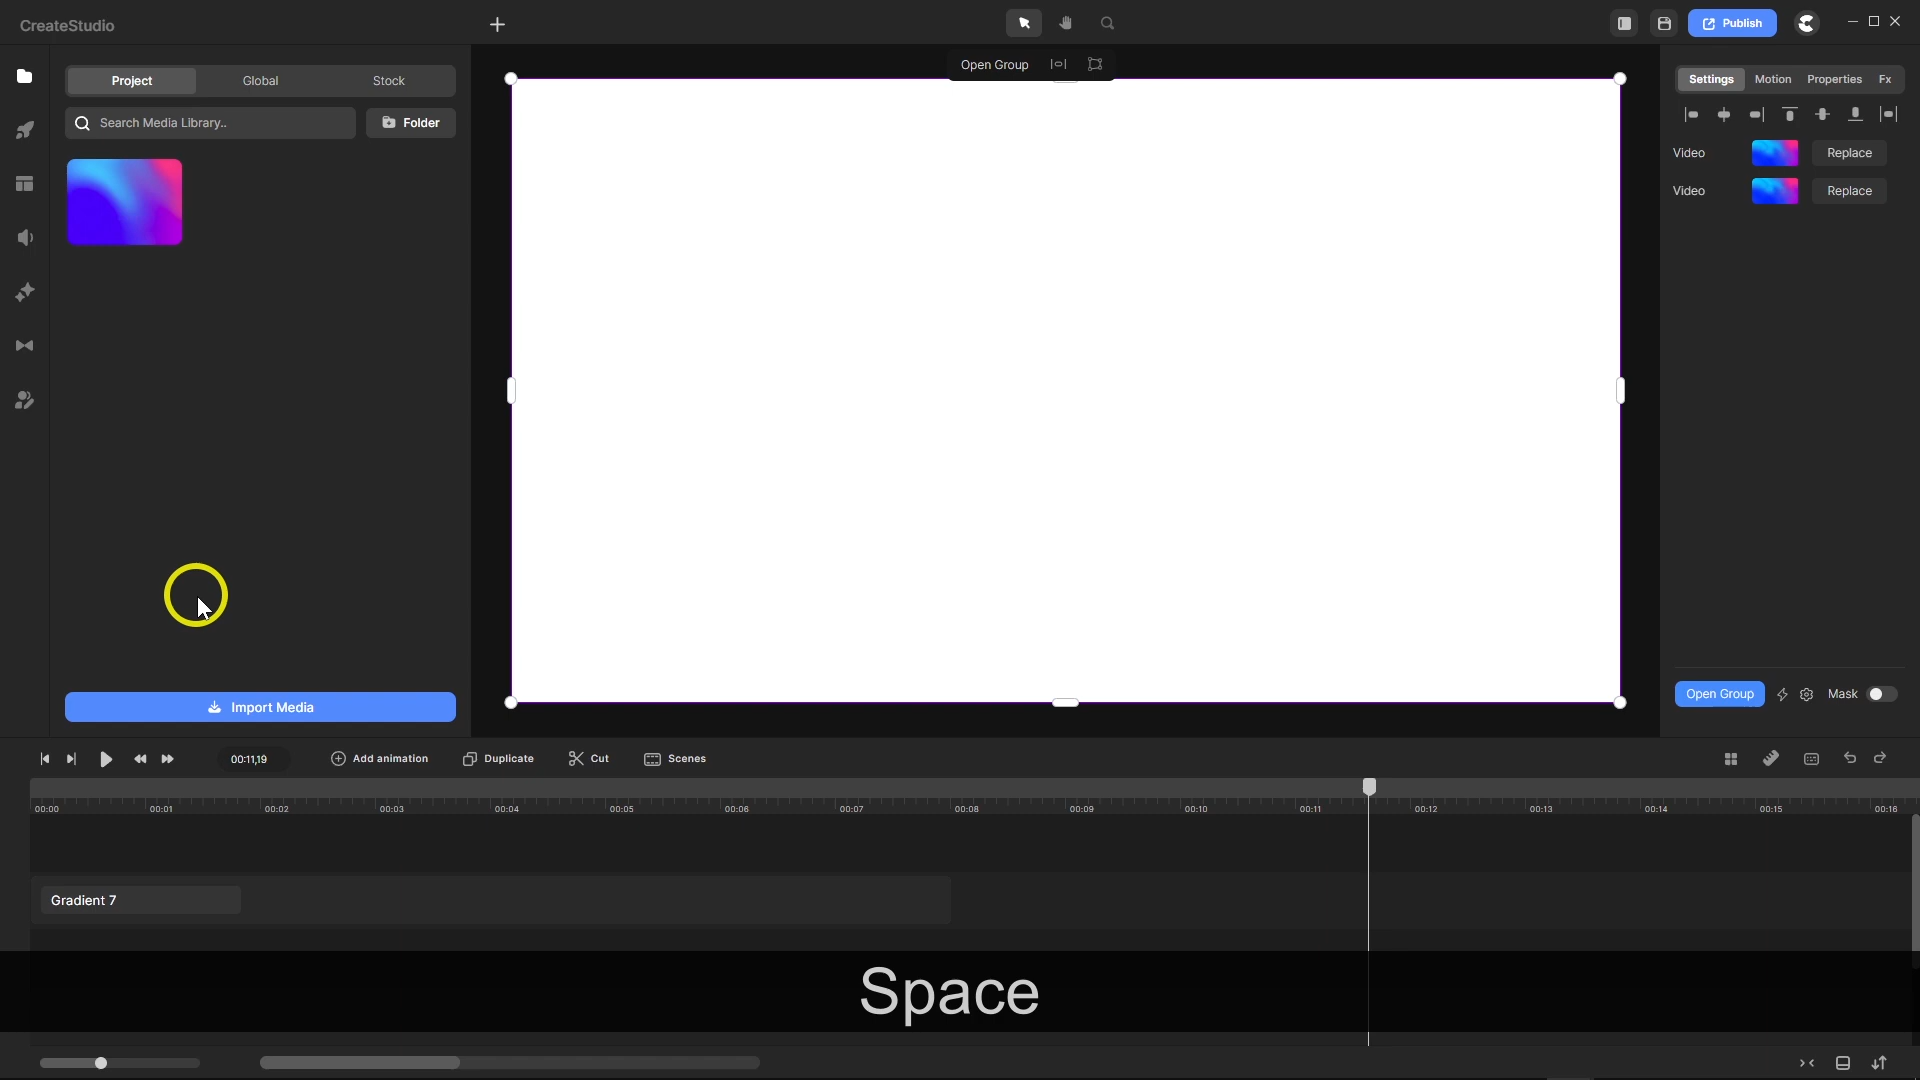 CreateStudio
Publish
Project
Global
Stock
Open Group
Settings
Motion
Properties
Fx
Search Media Library..
Folder
Video
Replace
Video
Replace
Import Media
Open Group
Mask
00:11,19
Add animation
Duplicate
Cut
Scenes
00:00
00:01
00:02
00:03
00:04
00:05
00:06
00:07
00:08
00:09
00:10
00:11
00:12
00:13
00:14
00:15
00:16
Gradient 7
Space